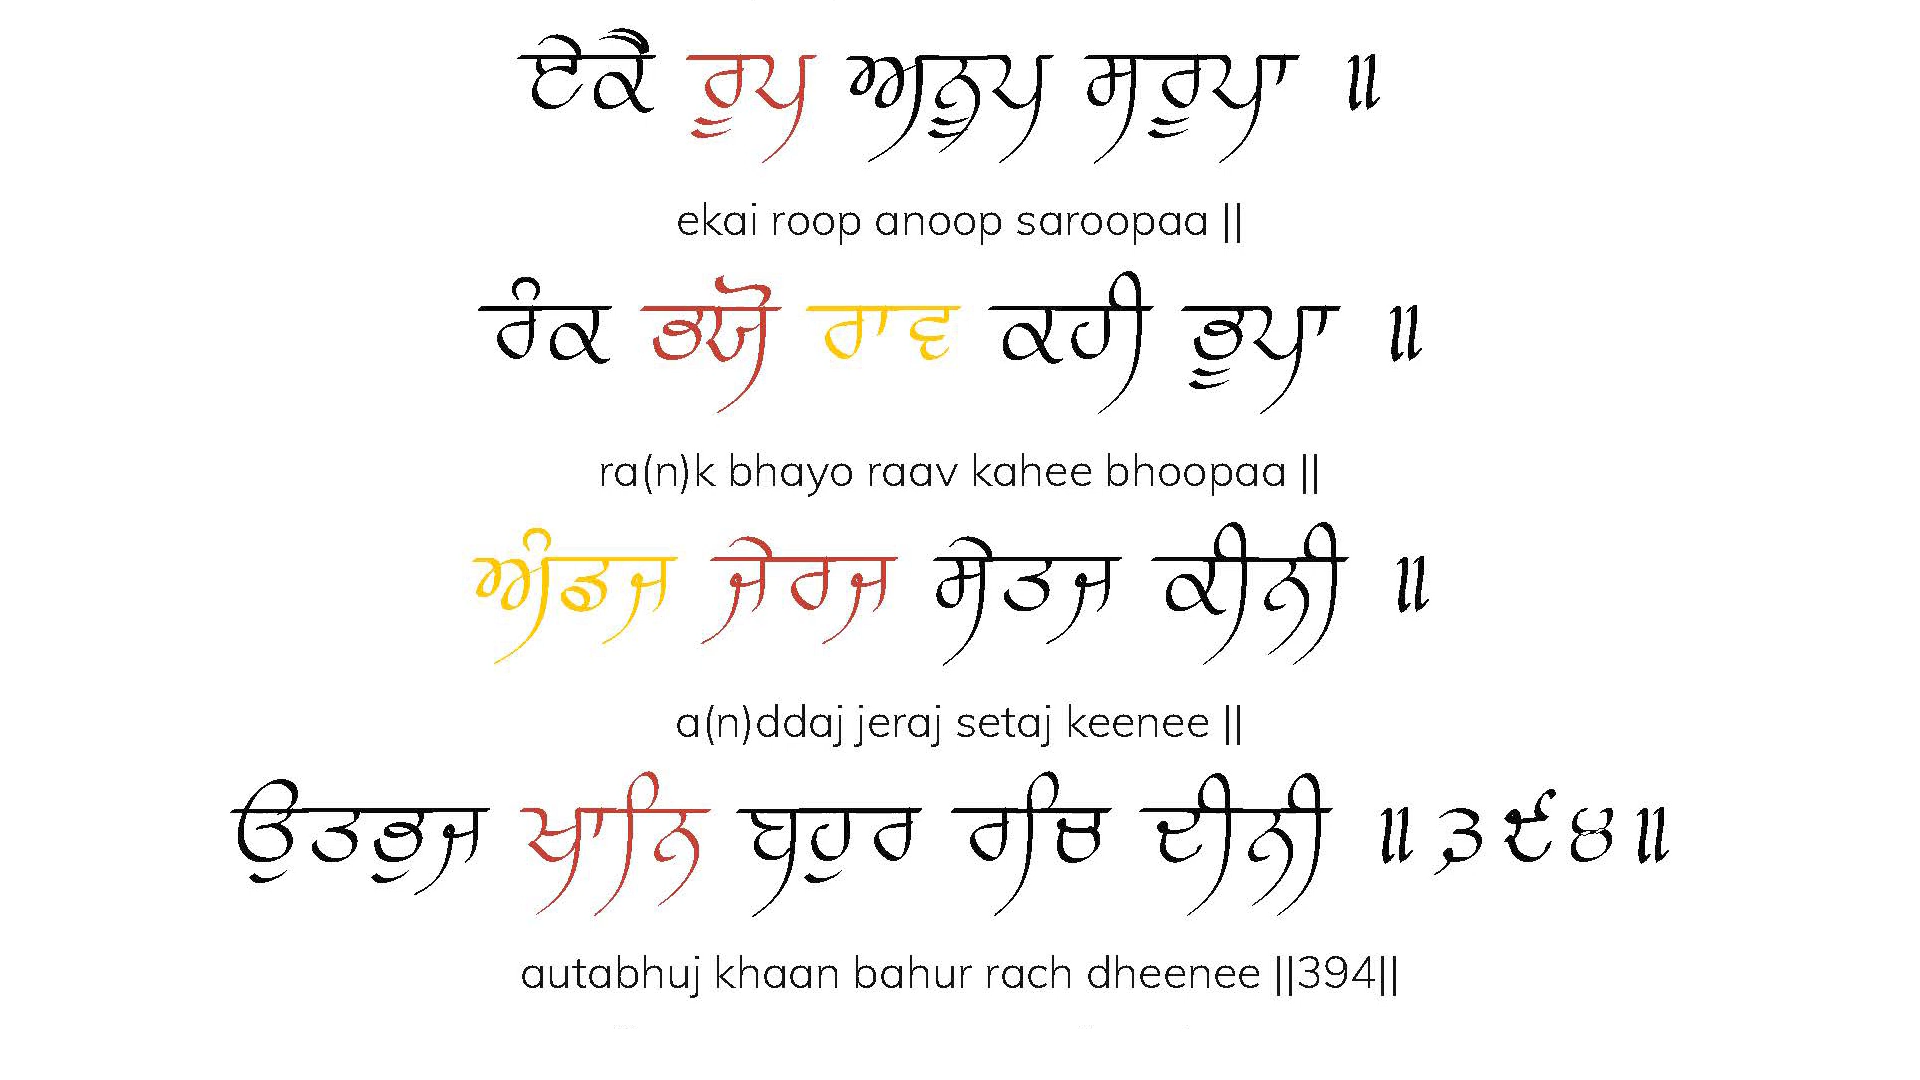 ਏਕੈ ਰੂਪ ਅਨੂਪ ਸਰੂਪਾ ॥
ekai roop anoop saroopaa ||
ਰੰਕ ਭਯੋ ਰਾਵ ਕਹੀ ਭੂਪਾ ॥
ra(n)k bhayo raav kahee bhoopaa ||
ਅੰਡਜ ਜੇਰਜ ਸੇਤਜ ਕੀਨੀ ॥
a(n)ddaj jeraj setaj keenee ||
ਉਤਭੁਜ ਖਾਨਿ ਬਹੁਰ ਰਚਿ ਦੀਨੀ ॥੩੯੪॥
autabhuj khaan bahur rach dheenee ||394||